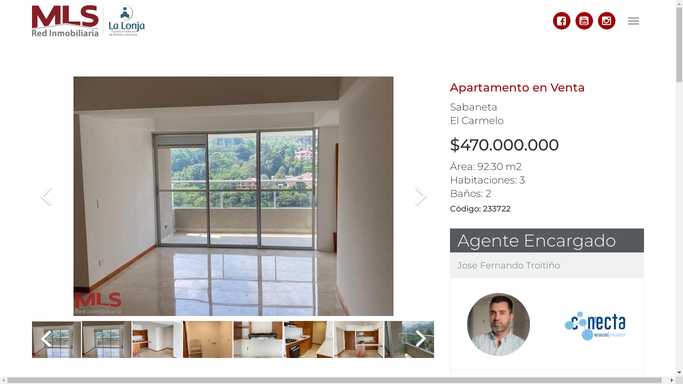 MLS
Red Inmobiliaria
La Lonja
Apartamento en Venta
Sabaneta
El Carmelo
$470.000.000
Área: 92.30 m2
Habitaciones: 3
Baños: 2
Código: 233722
MLS
Red Inmobiliaria
Agente Encargado
Jose Fernando Troitiño
conecta